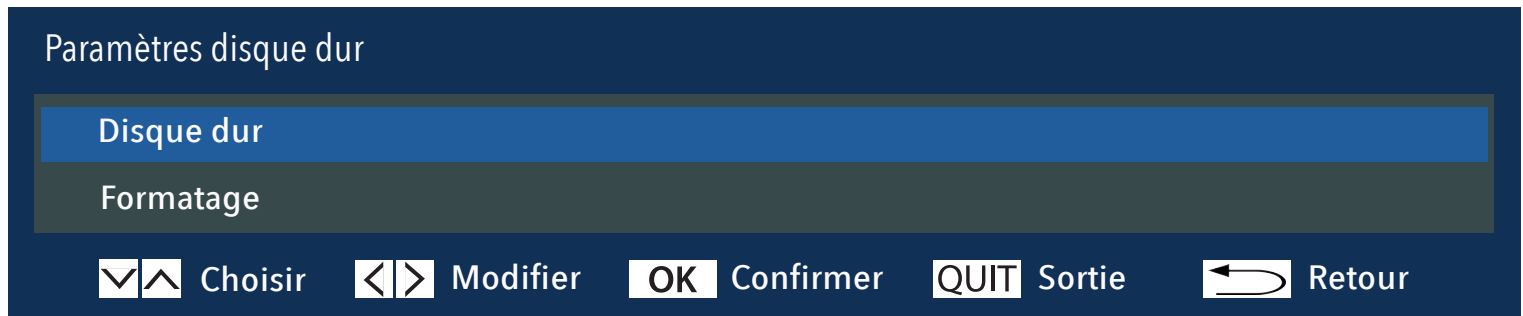 Paramètres disque dur
Disque dur
Formatage
Choisir Modifier OK Confirmer QUIT Sortie Retour